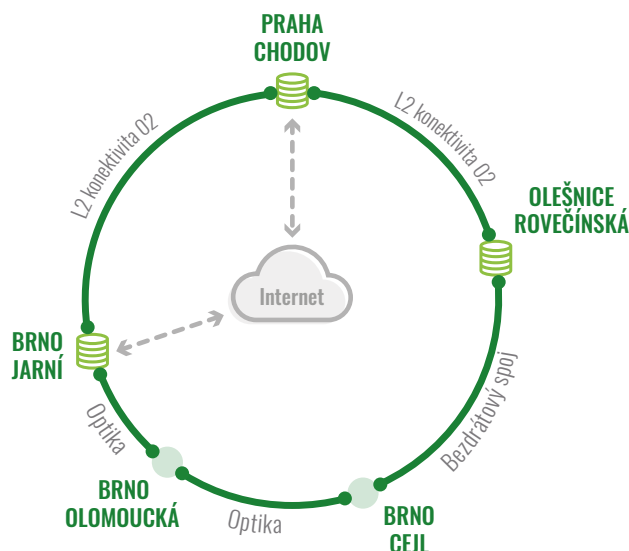 PRAHA
CHODOV
L2 konektivita O2
L2 konektivita O2
OLEŠNICE
ROVEČÍNSKÁ
Internet
BRNO
JARNÍ
Bezdrátový spoj
Optika
BRNO
OLOMOUCKÁ
Optika
BRNO
CEJL